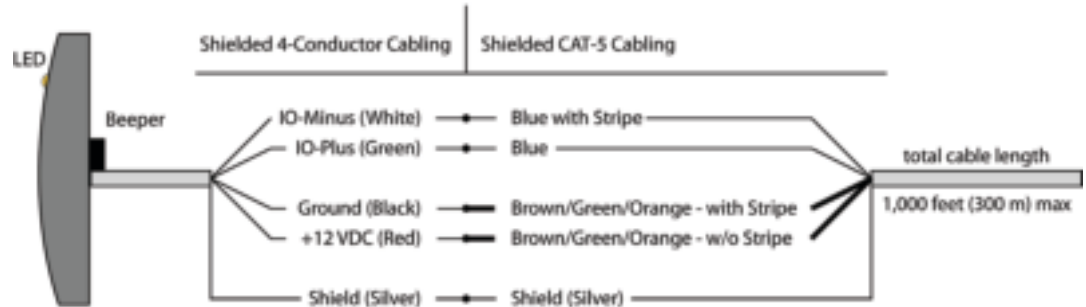 Shielded 4-Conductor Cabling
Shielded CAT-5 Cabling
LED
Beeper
IO-Minus (White)
Blue with Stripe
IO-Plus (Green)
Blue
total cable length
Ground (Black)
Brown/Green/Orange - with Stripe
1,000 feet (300 m) max
+12 VDC (Red)
Brown/Green/Orange - w/o Stripe
Shield (Silver)
Shield (Silver)